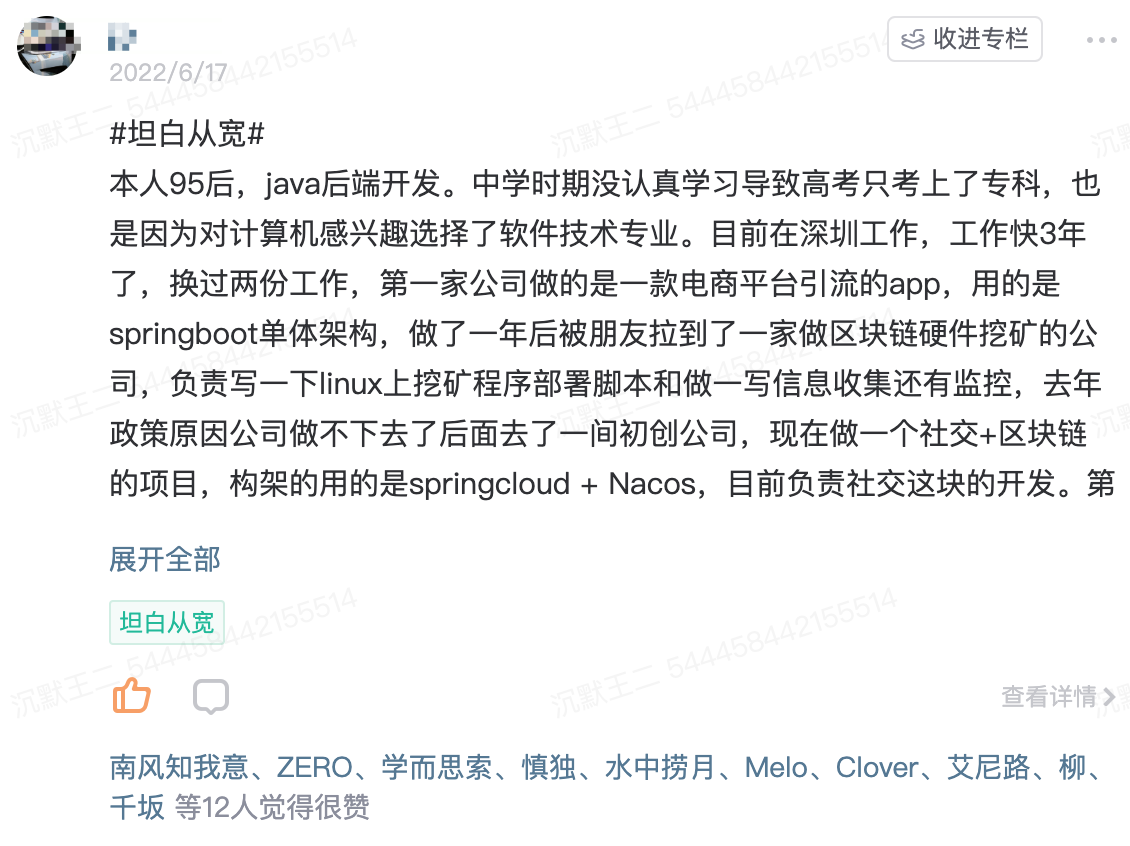 2022/6/17
收进专栏
#坦白从宽#
本人95后，java后端开发。中学时期没认真学习导致高考只考上了专科，也
是因为对计算机感兴趣选择了软件技术专业。目前在深圳工作，工作快3年
了，换过两份工作，第一家公司做的是一款电商平台引流的app，用的是
springboot单体架构，做了一年后被朋友拉到了一家做区块链硬件挖矿的公
司，负责写一下linux上挖矿程序部署脚本和做一写信息收集还有监控，去年
政策原因公司做不下去了后面去了一间初创公司，现在做一个社交+区块链
的项目，构架的用的是springcloud + Nacos，目前负责社交这块的开发。第
展开全部
坦白从宽
查看详情
南风知我意、ZERO、学而思索、慎独、水中捞月、Melo、Clover、艾尼路、柳、
千坂 等12人觉得很赞
沉默王二 544458442155514